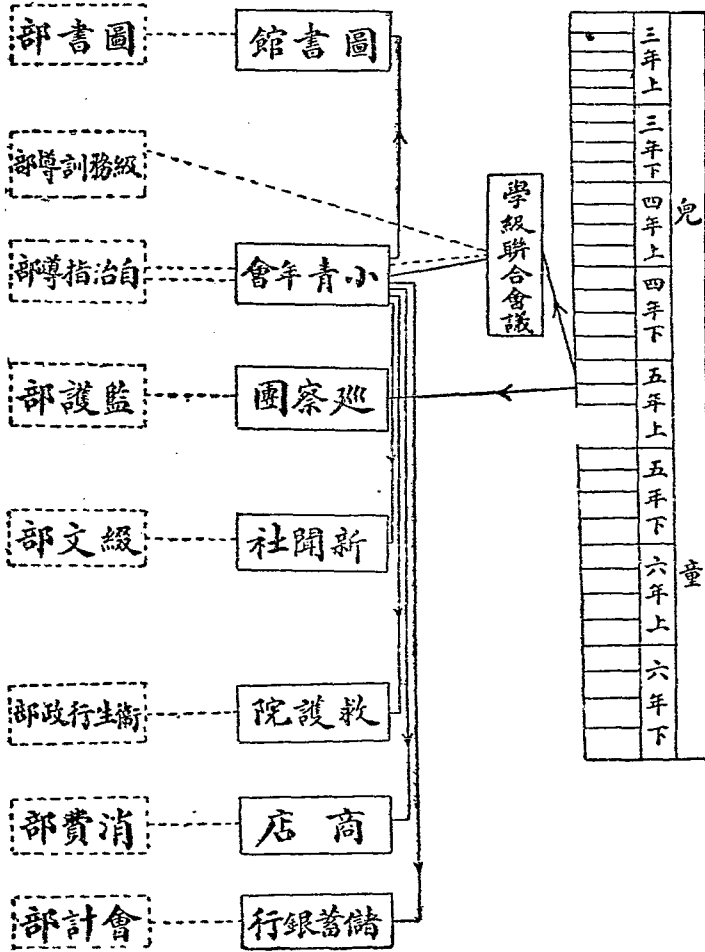 兒童
三年上
三年下
四年上
四年下
五年上
五年下
六年上
六年下
學級聯合會議
圖書館
小青年會
巡察團
新聞社
救護院
商店
儲蓄銀行
圖書部
級務訓導部
自治指導部
監護部
綴文部
衛生行政部
消費部
會計部